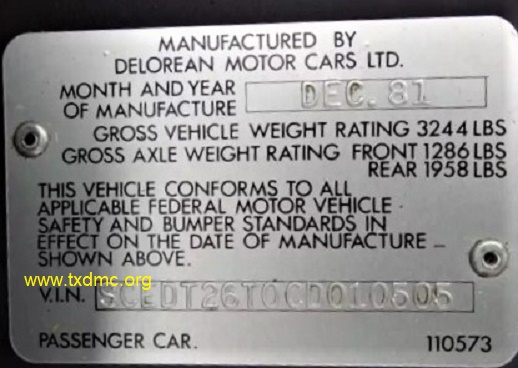 MANUFACTURED BY
DELOREAN MOTOR CARS LTD.
MONTH AND YEAR
OF MANUFACTURE DEC. 81
GROSS VEHICLE WEIGHT RATING 3244 LBS
GROSS AXLE WEIGHT RATING FRONT 1286 LBS
REAR 1958 LBS
THIS VEHICLE CONFORMS TO ALL
APPLICABLE FEDERAL MOTOR VEHICLE
SAFETY AND BUMPER STANDARDS IN
EFFECT ON THE DATE OF MANUFACTURE
SHOWN ABOVE.
www.txdmc.org
V.I.N. SCEDT26T0CD010505
PASSENGER CAR. 110573